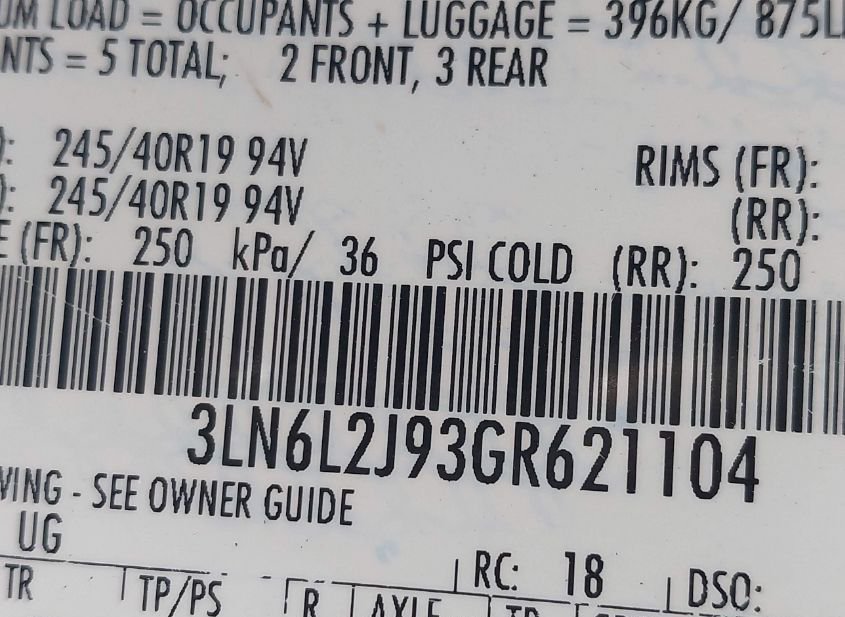 UM LOAD = OCCUPANTS + LUGGAGE = 396KG/ 875L
NTS = 5 TOTAL; 2 FRONT, 3 REAR
): 245/40R19 94V RIMS (FR):
): 245/40R19 94V (RR):
E (FR): 250 kPa/ 36 PSI COLD (RR): 250
3LN6L2J93GR621104
WING - SEE OWNER GUIDE
UG
RC: 18 DSO:
TR TP/PS R AXLE TR